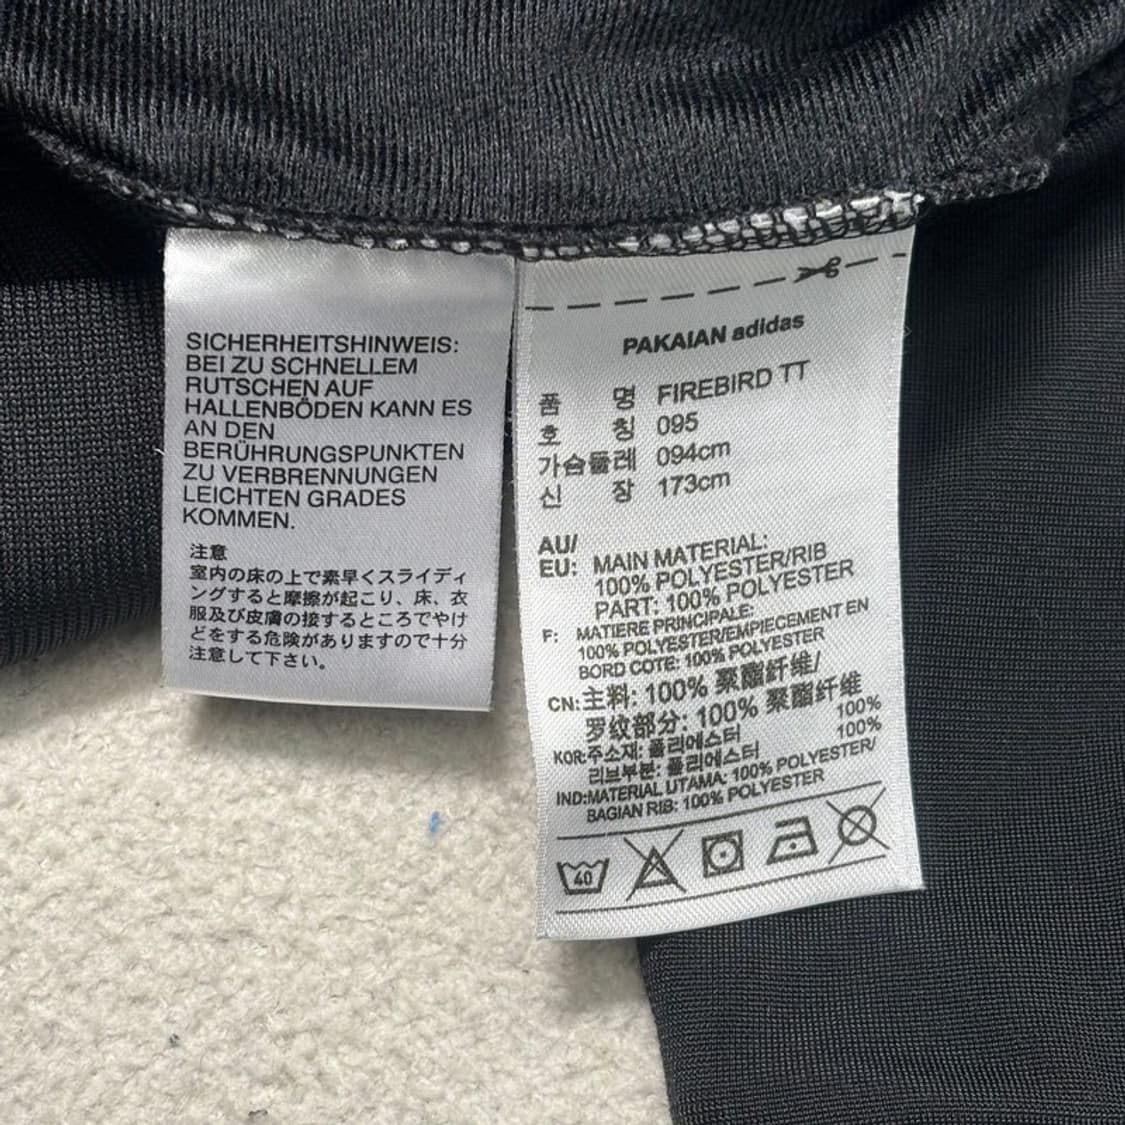 SICHERHEITSHINWEIS:
BEI ZU SCHNELLEM
RUTSCHEN AUF
HALLENBÖDEN KANN ES
AN DEN
BERÜHRUNGSPUNKTEN
ZU VERBRENNUNGEN
LEICHTEN GRADES
KOMMEN.
注意
室内の床の上で素早くスライディ
ングすると摩擦が起こり、床、衣
服及び皮膚の接するところでやけ
どをする危険がありますので十分
注意して下さい。
PAKAIAN adidas
품 명 FIREBIRD TT
호 칭 095
가슴둘레 094cm
신 장 173cm
AU/
EU: MAIN MATERIAL:
100% POLYESTER/RIB
PART: 100% POLYESTER
F: MATIERE PRINCIPALE:
100% POLYESTER/EMPIECEMENT EN
BORD COTE: 100% POLYESTER
CN:主料: 100% 聚酯纤维/
罗纹部分: 100% 聚酯纤维
KOR:주소재: 폴리에스터 100%
리브부분: 폴리에스터 100%
IND:MATERIAL UTAMA: 100% POLYESTER/
BAGIAN RIB: 100% POLYESTER
40